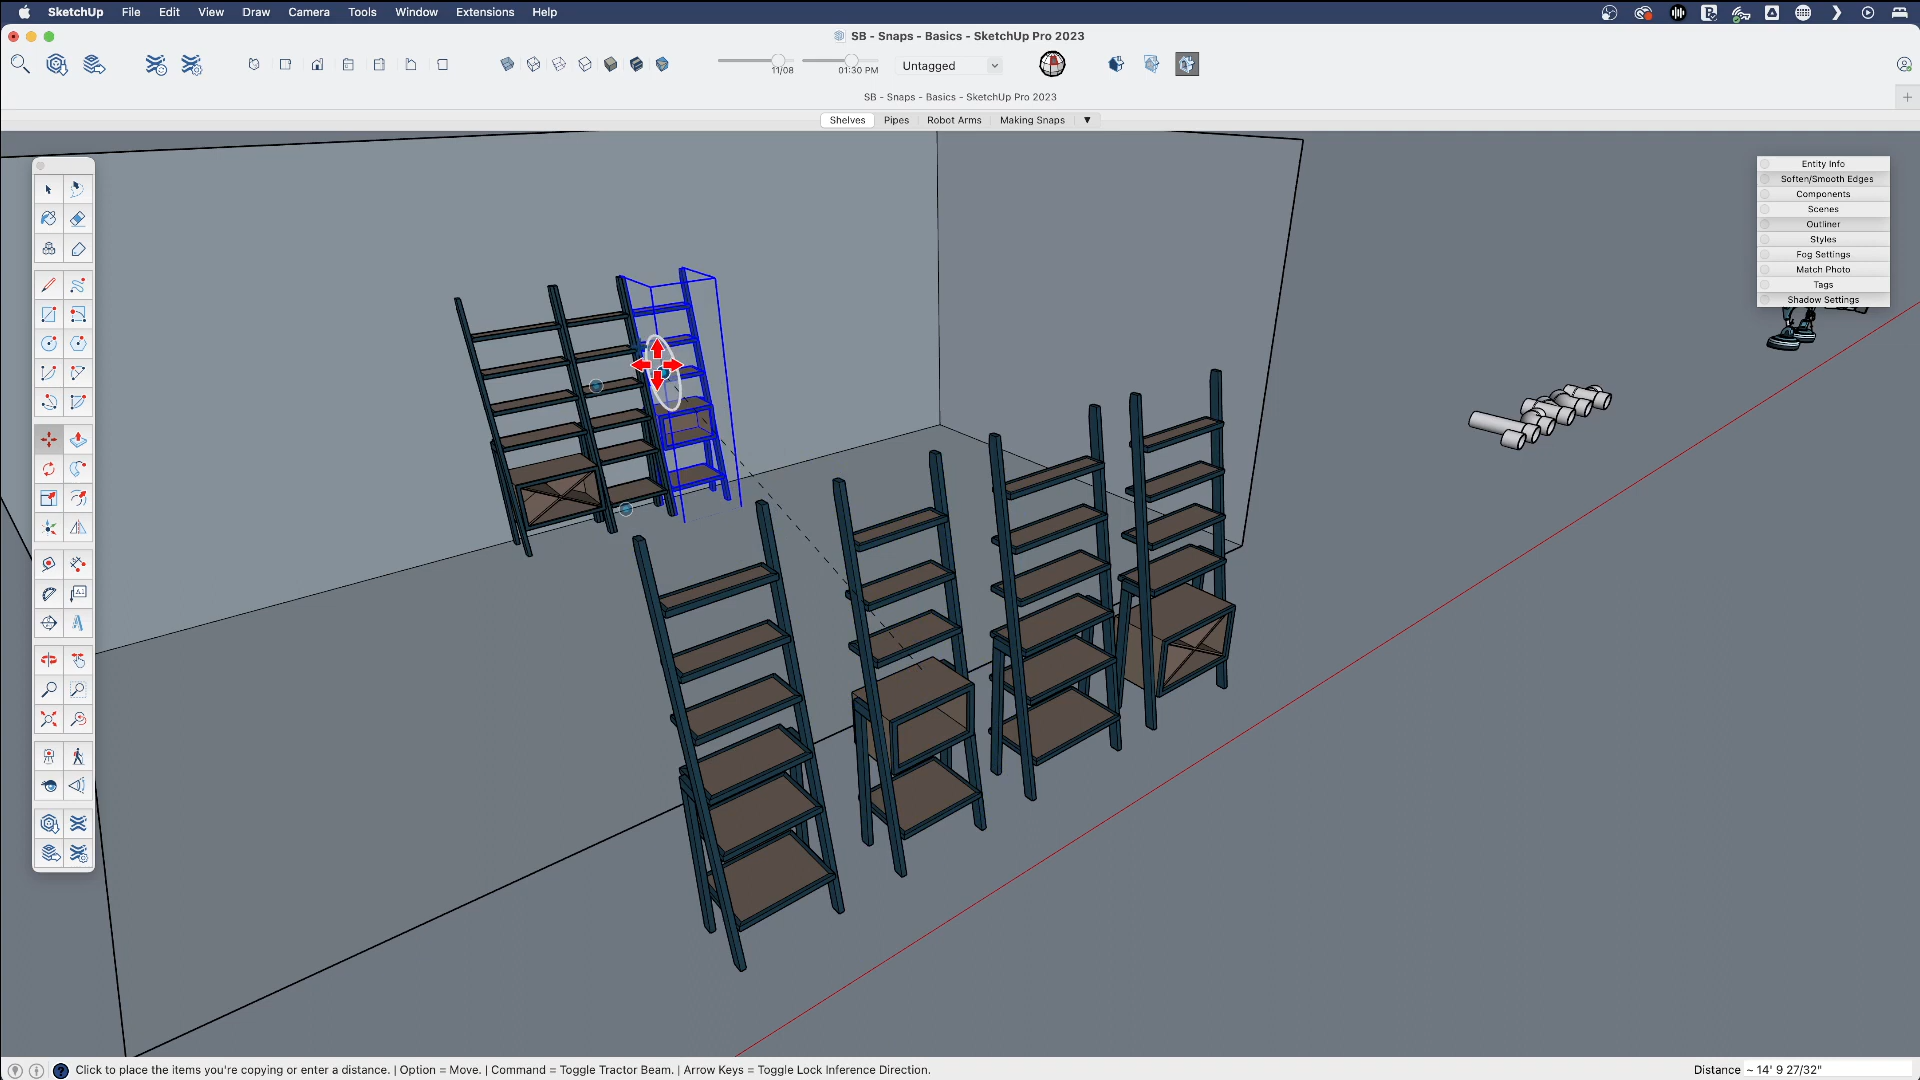 SketchUp File Edit View Draw Camera Tools Window Extensions Help
SB - Snaps - Basics - SketchUp Pro 2023
11/08
01:30 PM
Untagged
SB - Snaps - Basics - SketchUp Pro 2023
Shelves Pipes Robot Arms Making Snaps
Entity Info
Soften/Smooth Edges
Components
Scenes
Outliner
Styles
Fog Settings
Match Photo
Tags
Shadow Settings
Click to place the items you're copying or enter a distance. | Option = Move. | Command = Toggle Tractor Beam. | Arrow Keys = Toggle Lock Inference Direction.
Distance ~ 14' 9 27/32"